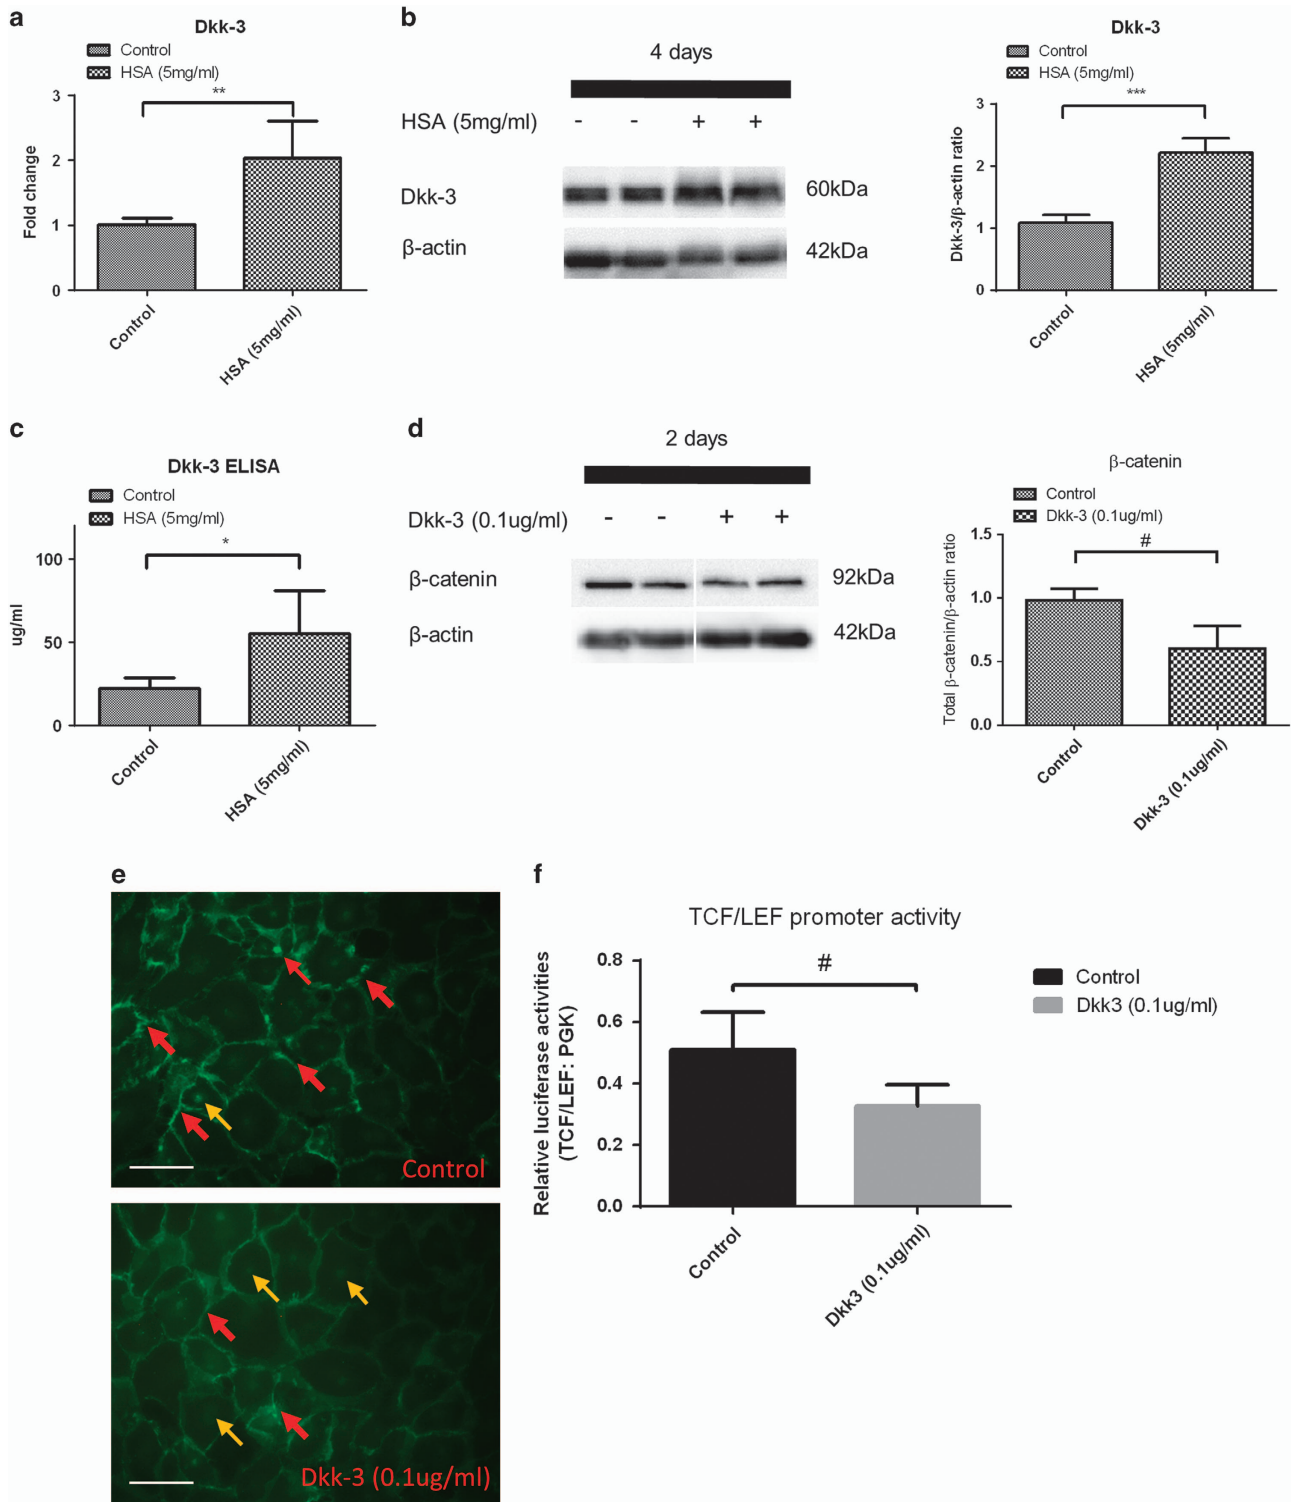 a
Dkk-3
Control
HSA (5mg/ml)
**
3
2
1
0
Fold change
Control
HSA (5mg/ml)
b
4 days
HSA (5mg/ml) - - + +
Dkk-3 60kDa
β-actin 42kDa
Dkk-3
Control
HSA (5mg/ml)
***
3
2
1
0
Dkk-3/β-actin ratio
Control
HSA (5mg/ml)
c
Dkk-3 ELISA
Control
HSA (5mg/ml)
*
100
50
0
ug/ml
Control
HSA (5mg/ml)
d
2 days
Dkk-3 (0.1ug/ml) - - + +
β-catenin 92kDa
β-actin 42kDa
β-catenin
Control
Dkk-3 (0.1ug/ml)
#
1.5
1.0
0.5
0.0
Total β-catenin/β-actin ratio
Control
Dkk-3 (0.1ug/ml)
e
Control
Dkk-3 (0.1ug/ml)
f
TCF/LEF promoter activity
#
0.8
0.6
0.4
0.2
0.0
Relative luciferase activities
(TCF/LEF: PGK)
Control
Dkk3 (0.1ug/ml)
Control
Dkk3 (0.1ug/ml)